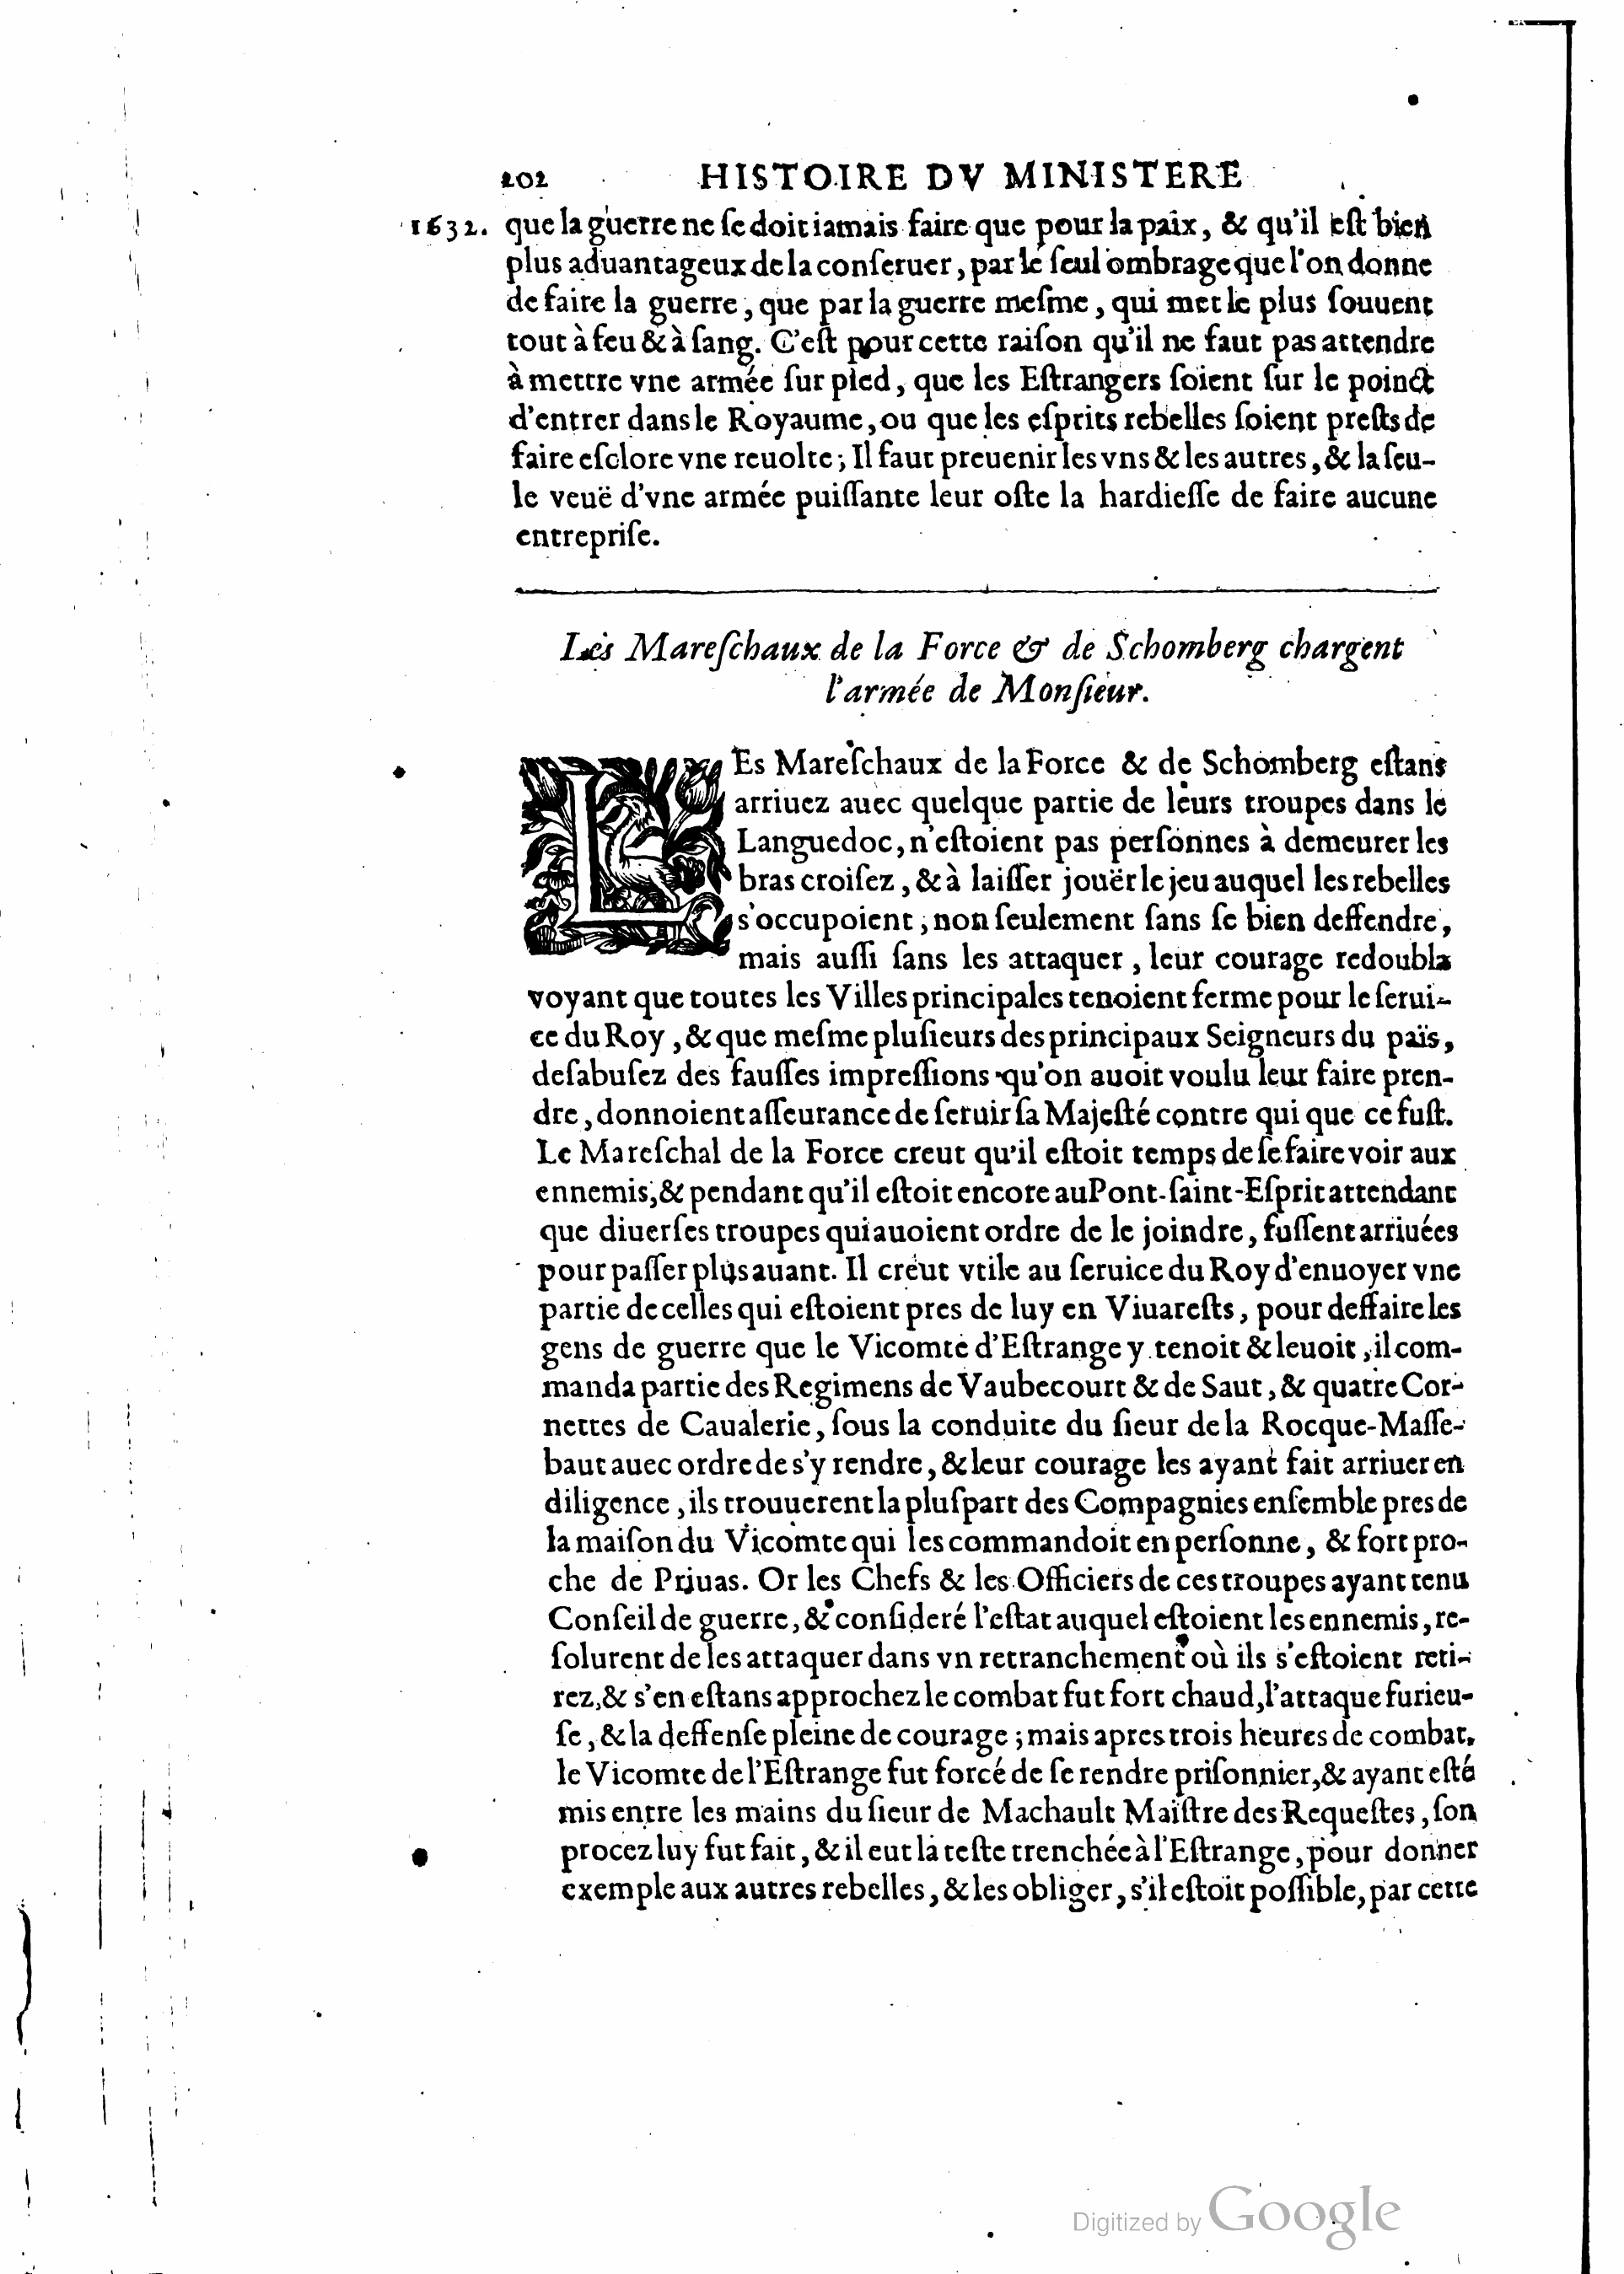 202 HISTOIRE DV MINISTERE
1632. que la guerre ne ſe doit iamais faire que pour la paix, & qu'il eſt bien
plus aduantageux de la conſeruer, par le ſeul ombrage que l'on donne
de faire la guerre, que par la guerre meſme, qui met le plus ſouuent
tout à feu & à ſang. C'eſt pour cette raiſon qu'il ne faut pas attendre
à mettre vne armée ſur pied, que les Eſtrangers ſoient ſur le poinct
d'entrer dans le Royaume, ou que les eſprits rebelles ſoient preſts de
faire eſclore vne reuolte; Il faut preuenir les vns & les autres, & la ſeu-
le veuë d'vne armée puiſſante leur oſte la hardieſſe de faire aucune
entrepriſe.
Les Mareſchaux de la Force & de Schomberg chargent
l'armée de Monſieur.
LEs Mareſchaux de la Force & de Schomberg eſtans
arriuez auec quelque partie de leurs troupes dans le
Languedoc, n'eſtoient pas perſonnes à demeurer les
bras croiſez, & à laiſſer jouër le jeu auquel les rebelles
s'occupoient, non ſeulement ſans ſe bien deffendre,
mais auſſi ſans les attaquer, leur courage redoubla
voyant que toutes les Villes principales tenoient ferme pour le ſerui-
ce du Roy, & que meſme pluſieurs des principaux Seigneurs du païs,
deſabuſez des fauſſes impreſſions qu'on auoit voulu leur faire pren-
dre, donnoient aſſeurance de ſeruir ſa Majeſté contre qui que ce fuſt.
Le Mareſchal de la Force creut qu'il eſtoit temps de ſe faire voir aux
ennemis, & pendant qu'il eſtoit encore au Pont-ſaint-Eſprit attendant
que diuerſes troupes qui auoient ordre de le joindre, fuſſent arriuées
pour paſſer plus auant. Il creut vtile au ſeruice du Roy d'enuoyer vne
partie de celles qui eſtoient pres de luy en Viuareſts, pour deffaire les
gens de guerre que le Vicomte d'Eſtrange y tenoit & leuoit, il com-
manda partie des Regimens de Vaubecourt & de Saut, & quatre Cor-
nettes de Caualerie, ſous la conduite du ſieur de la Rocque-Maſſe-
baut auec ordre de s'y rendre, & leur courage les ayant fait arriuer en
diligence, ils trouuerent la pluſpart des Compagnies enſemble pres de
la maiſon du Vicomte qui les commandoit en perſonne, & fort pro-
che de Priuas. Or les Chefs & les Officiers de ces troupes ayant tenu
Conſeil de guerre, & conſideré l'eſtat auquel eſtoient les ennemis, re-
ſolurent de les attaquer dans vn retranchement où ils s'eſtoient reti-
rez, & s'en eſtans approchez le combat fut fort chaud, l'attaque furieu-
ſe, & la deffenſe pleine de courage; mais apres trois heures de combat,
le Vicomte de l'Eſtrange fut forcé de ſe rendre priſonnier, & ayant eſté
mis entre les mains du ſieur de Machault Maiſtre des Requeſtes, ſon
procez luy fut fait, & il eut la teſte trenchée à l'Eſtrange, pour donner
exemple aux autres rebelles, & les obliger, s'il eſtoit poſſible, par cette
Digitized by Google